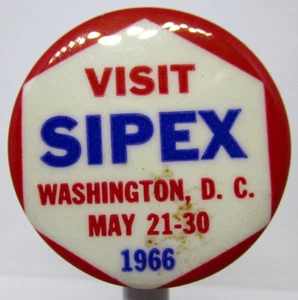 VISIT
SIPEX
WASHINGTON, D. C.
MAY 21-30
1966